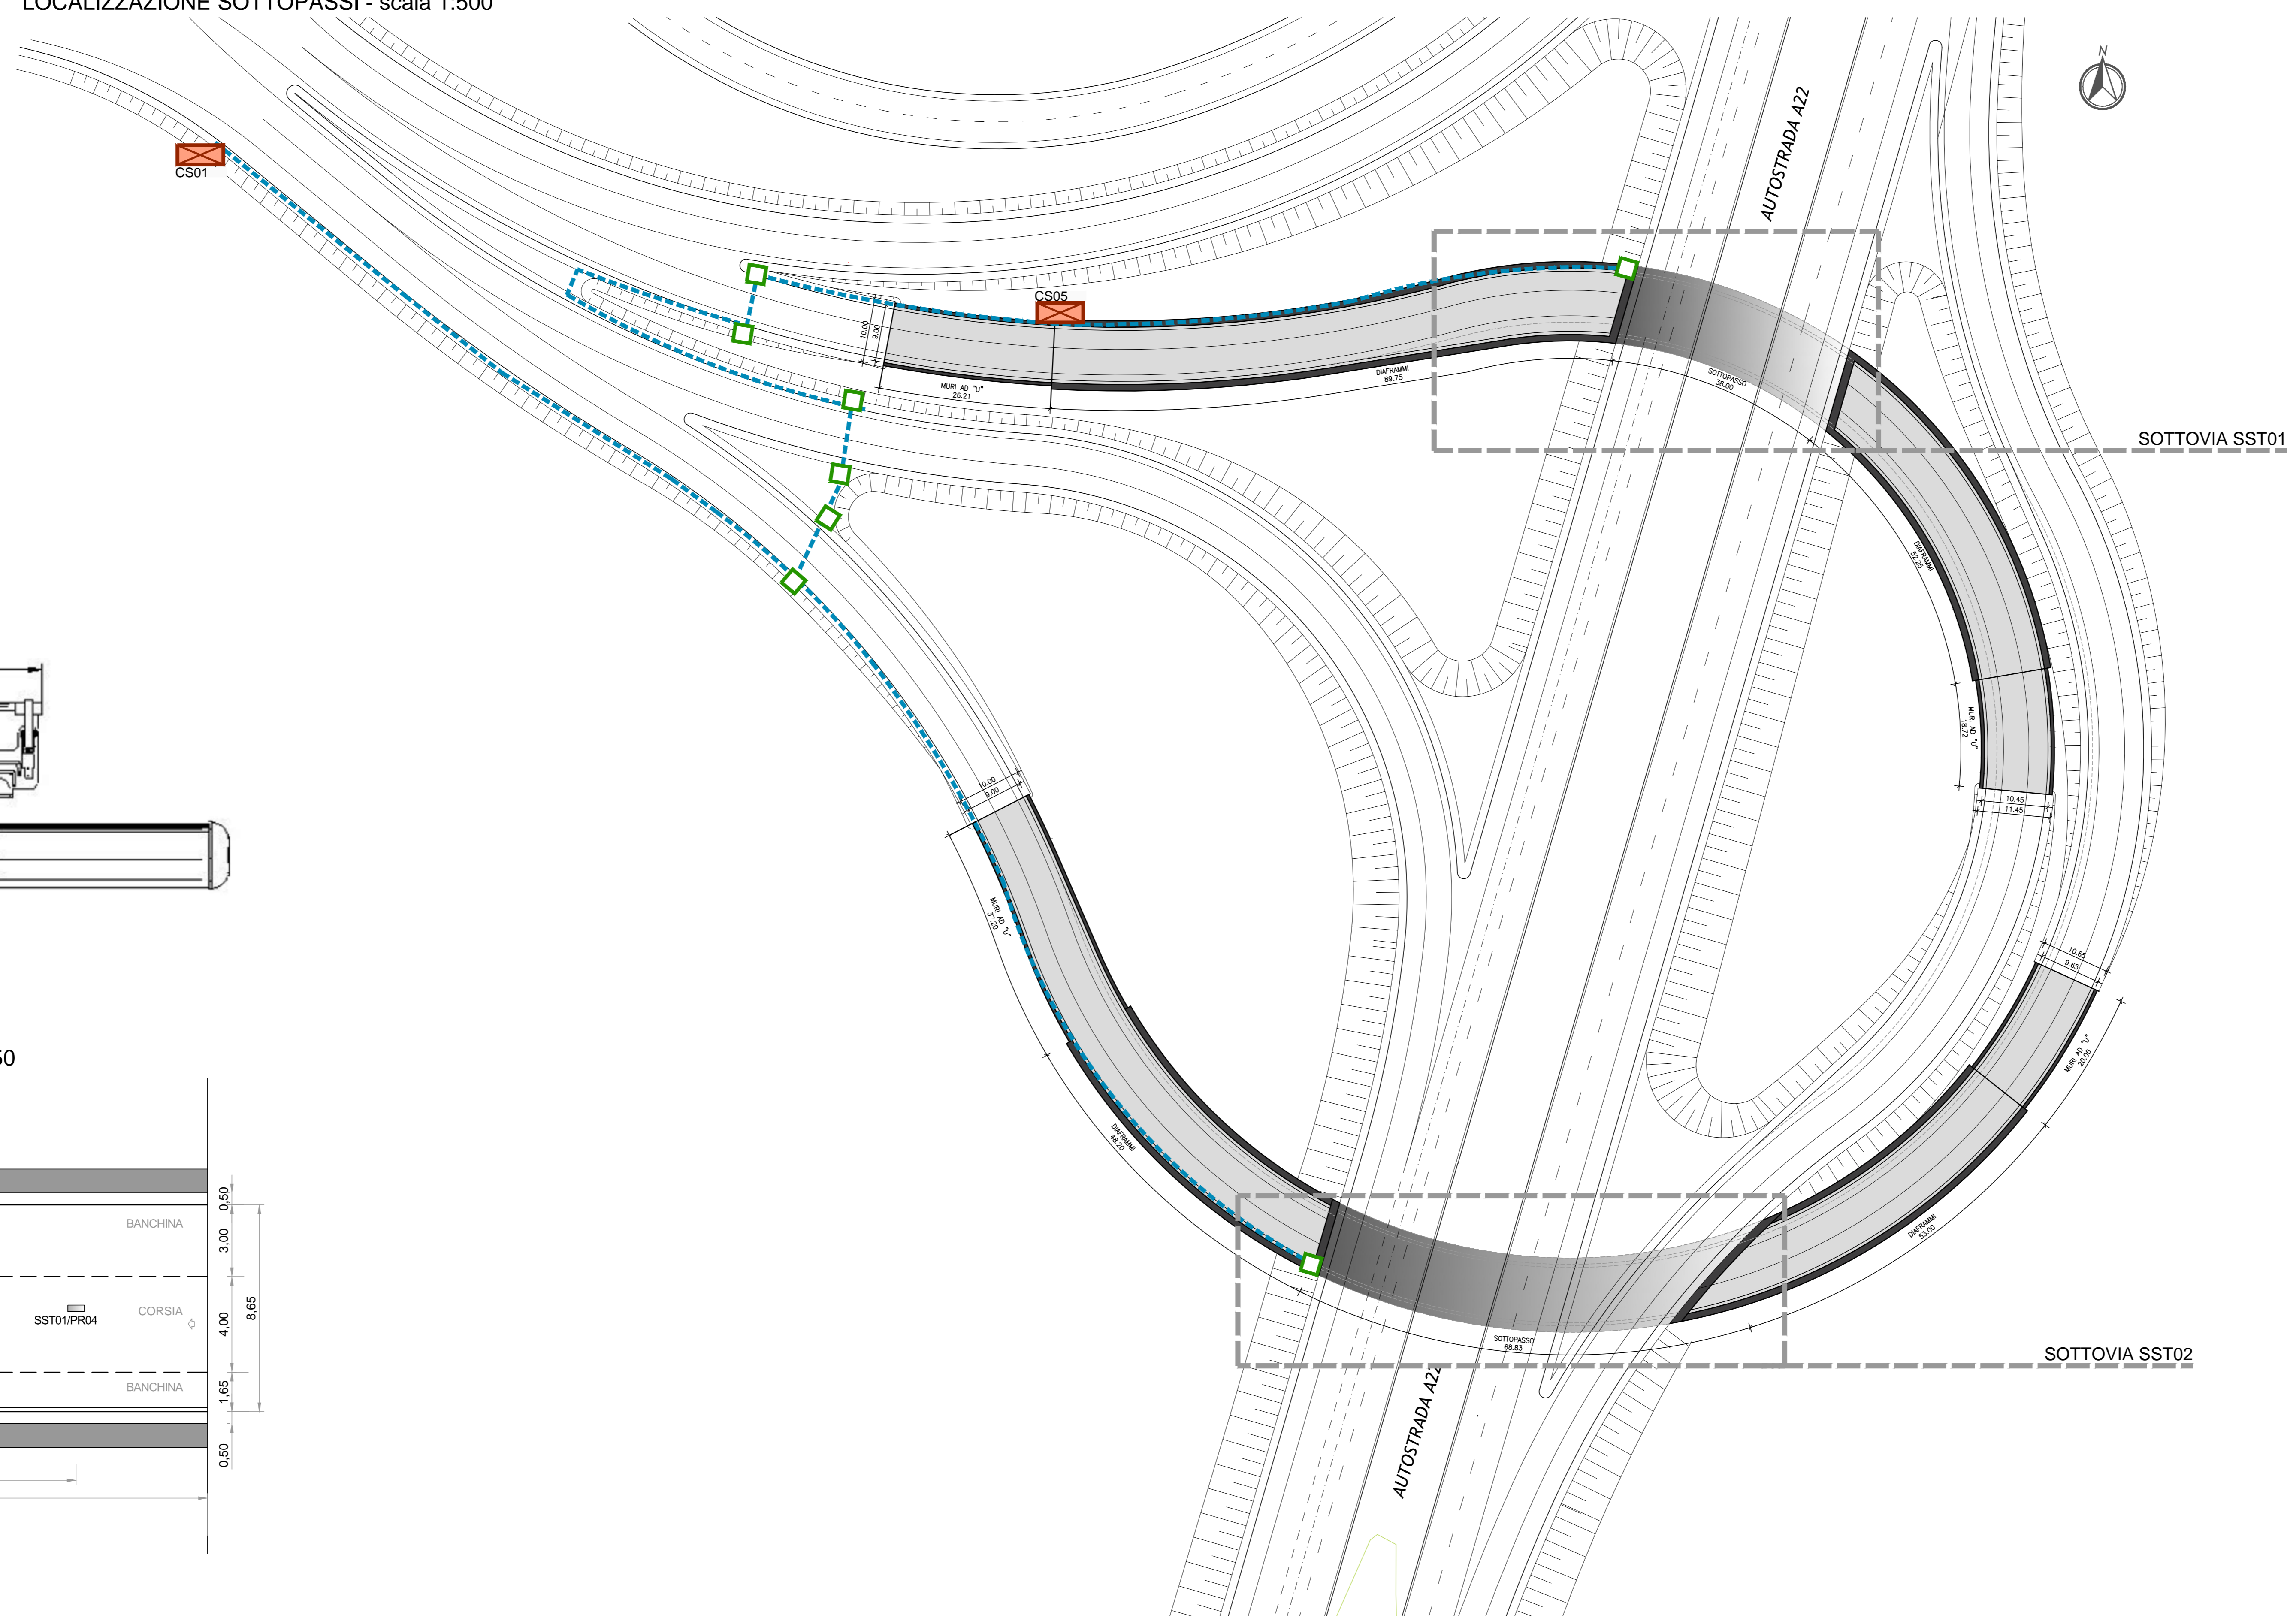 LOCALIZZAZIONE SOTTOPASSI - scala 1:500
N
AUTOSTRADA A22
CS01
CS05
10.00
9.00
MURI AD "U"
26.21
DIAFRAMMI
89.75
SOTTOPASSO
38.00
SOTTOVIA SST01
DIAFRAMMI
52.25
MURI AD "U"
18.72
10.45
11.45
10.00
9.00
MURI AD "U"
37.20
10.65
9.65
MURI AD "U"
20.06
DIAFRAMMI
48.20
DIAFRAMMI
53.00
SOTTOPASSO
68.83
SOTTOVIA SST02
AUTOSTRADA A22
50
BANCHINA
CORSIA
SST01/PR04
BANCHINA
0,50
3,00
4,00
8,65
1,65
0,50